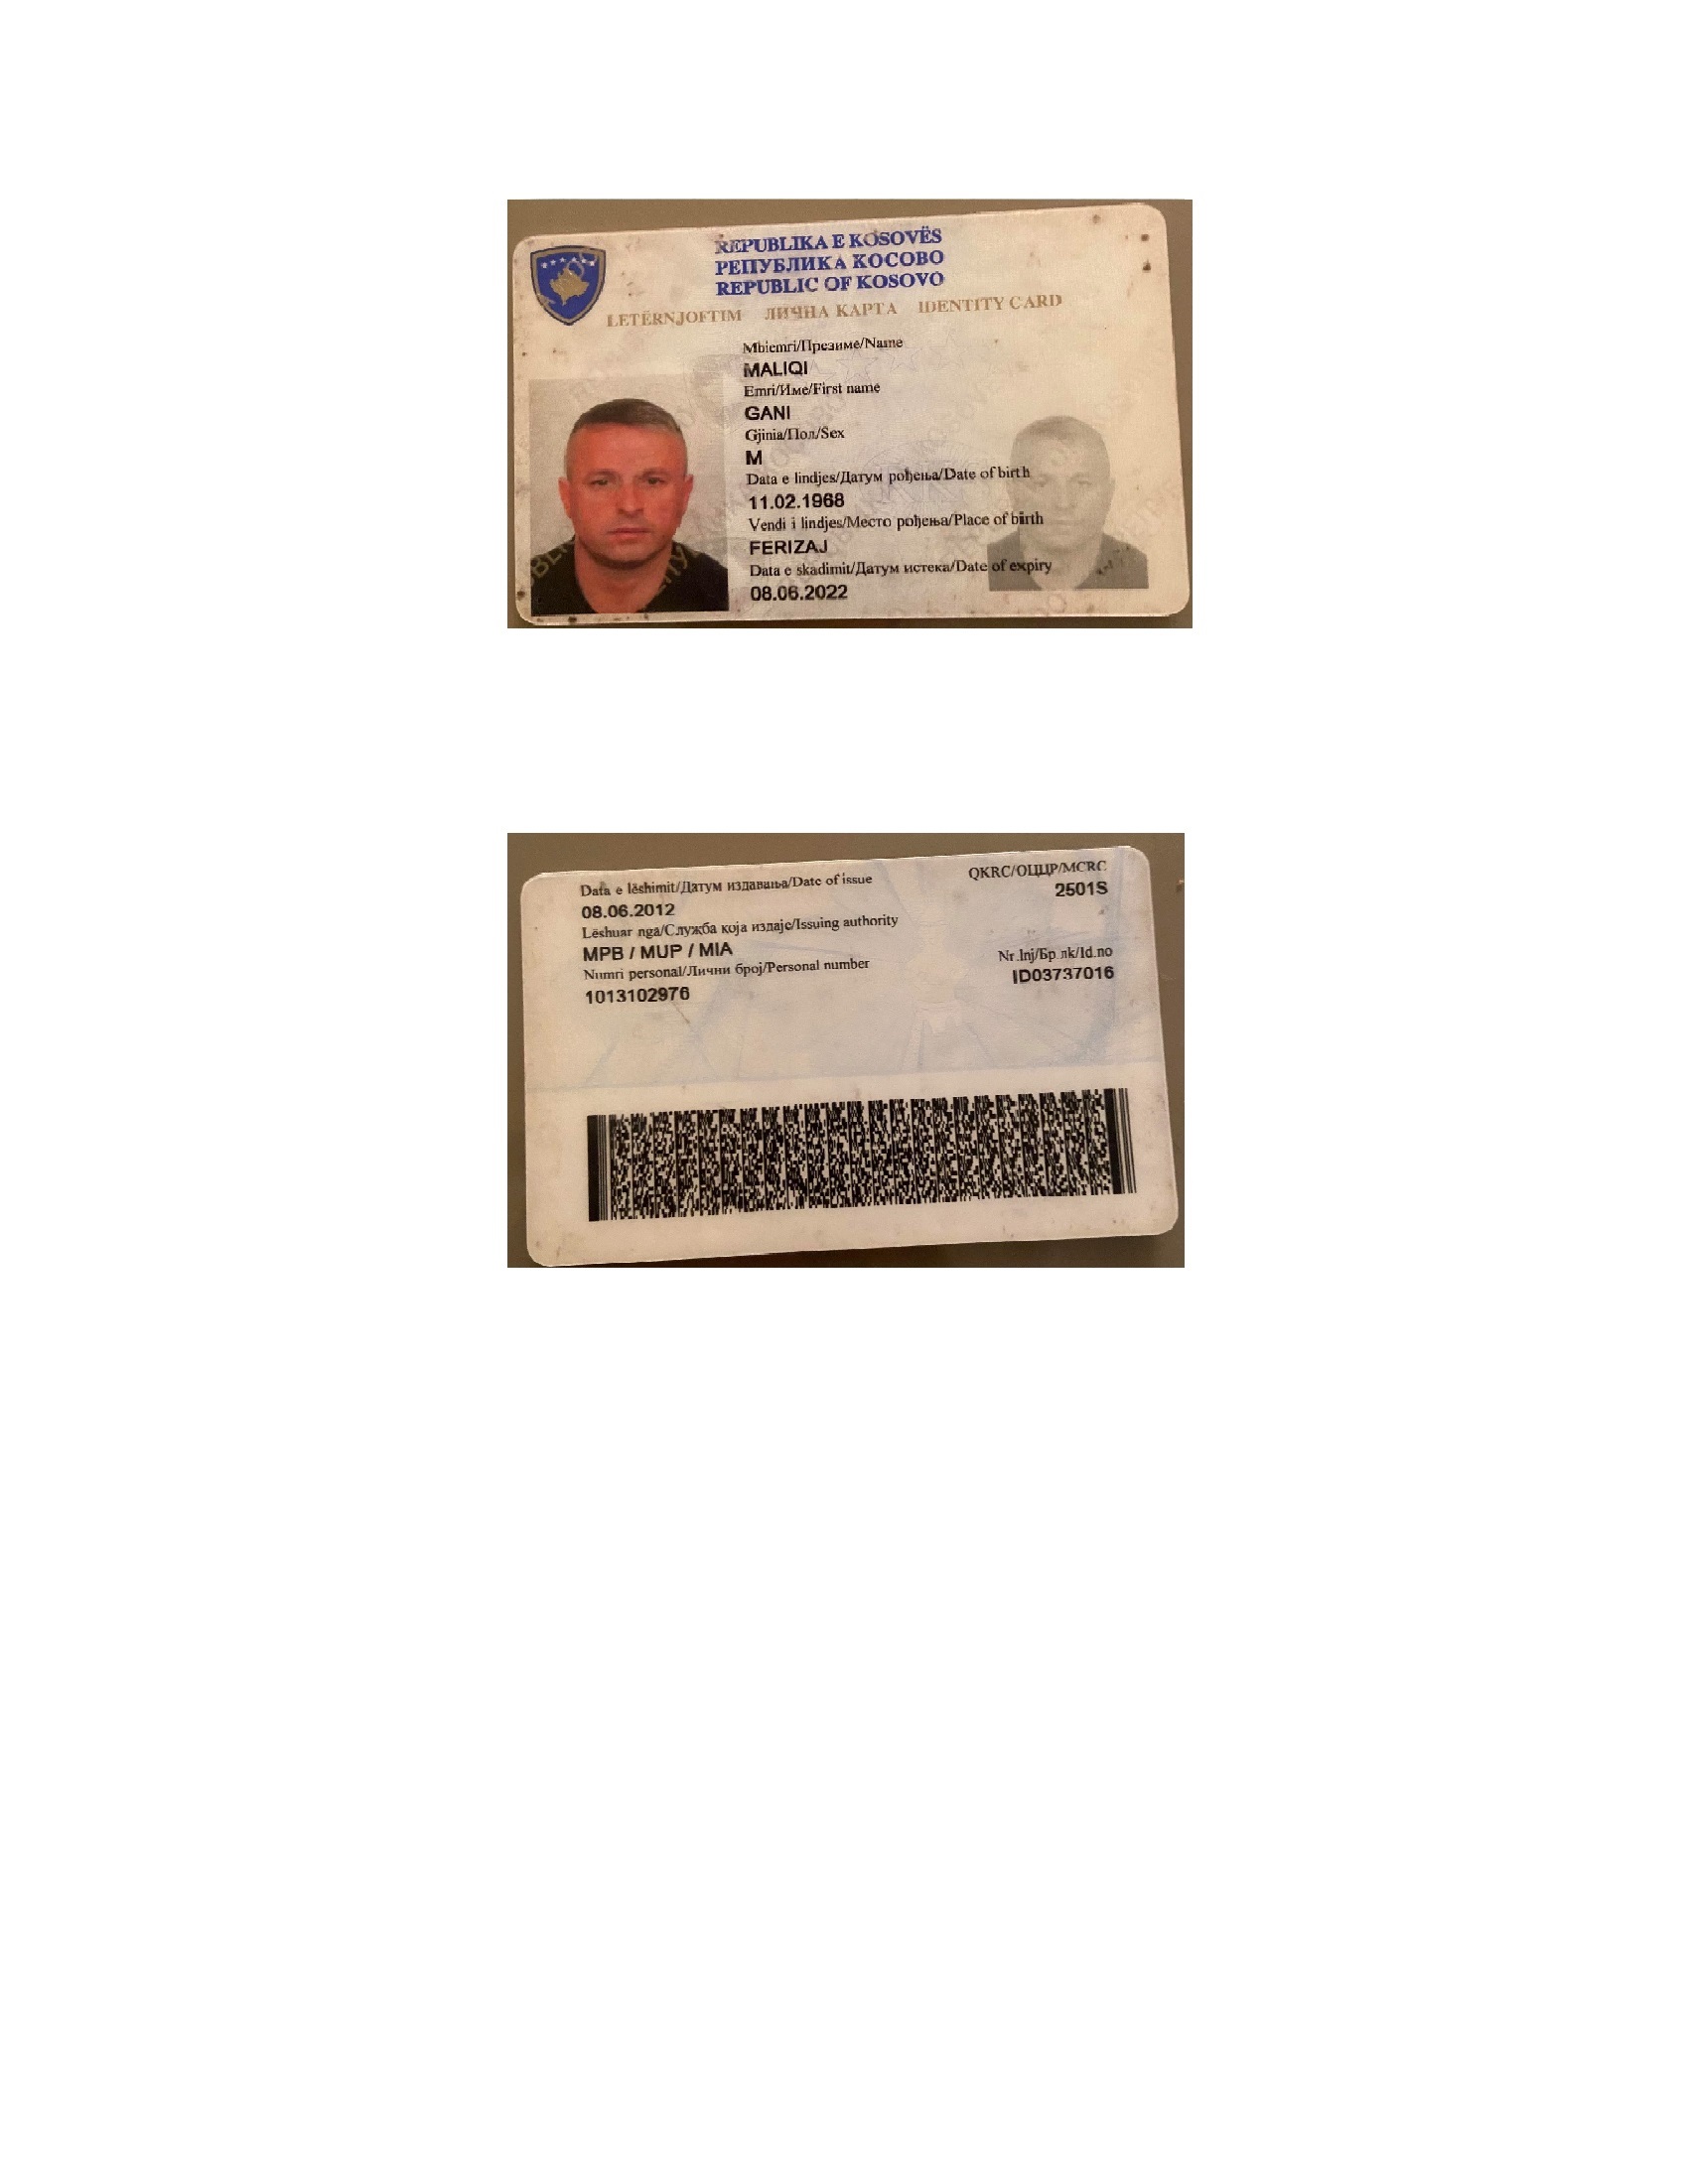 REPUBLIKA E KOSOVËS
РЕПУБЛИКА КОСОВО
REPUBLIC OF KOSOVO
LETËRNJOFTIM ЛИЧНА КАРТА IDENTITY CARD
Mbiemri/Презиме/Name
MALIQI
Emri/Име/First name
GANI
Gjinia/Пол/Sex
M
Data e lindjes/Датум рођења/Date of birth
11.02.1968
Vendi i lindjes/Место рођења/Place of birth
FERIZAJ
Data e skadimit/Датум истека/Date of expiry
08.06.2022
Data e lëshimit/Датум издавања/Date of issue
08.06.2012
Lëshuar nga/Служба која издаје/Issuing authority
MPB / MUP / MIA
Numri personal/Лични број/Personal number
1013102976
QKRC/ОЦЦР/MCRC
2501S
Nr.lnj/Бр.лк/Id.no
ID03737016